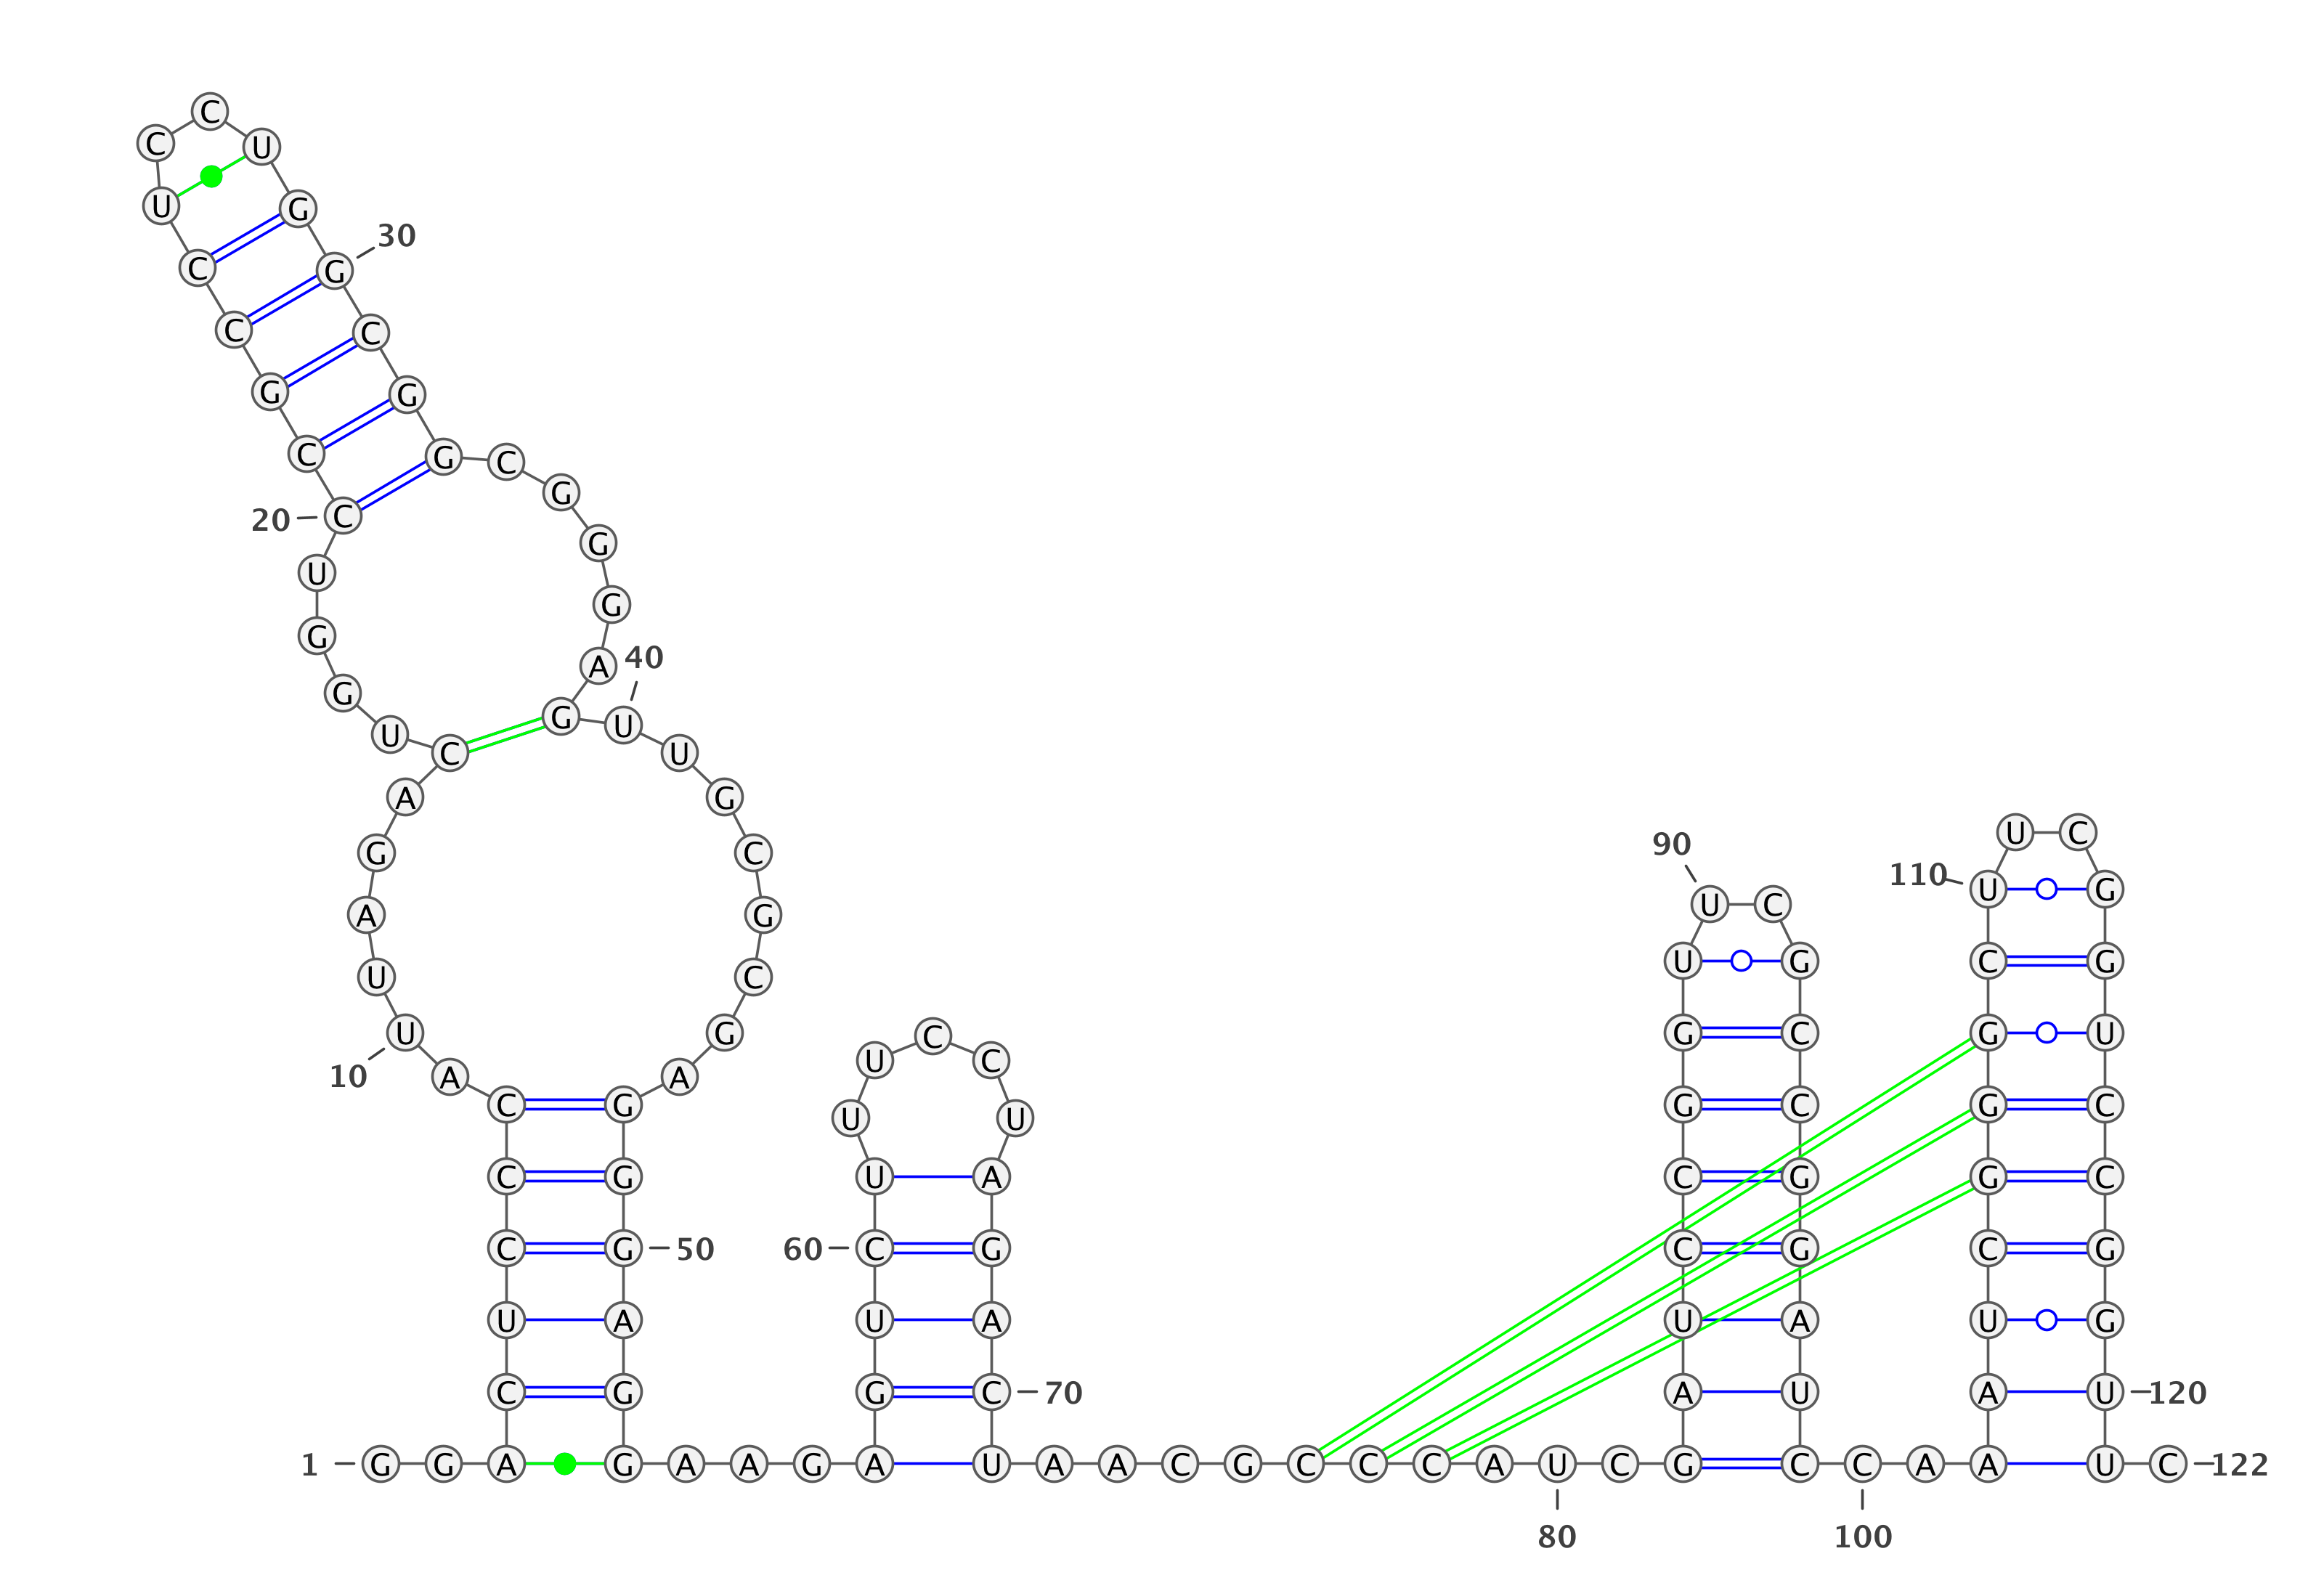 C
C U
U G
30
C G
C C
G G
C G C
G
20 C
G
U
G
G
40
A
G
G U
U C U
A G
U C
90
G C
110 U G
U C
A G
U G C G
U C
U G C G C G U
U C
10 A A
C G G C G C
U U
C G U A C G G C
C G 50 60 C G C G C G
U A U A U A U G
C G G C 70 A U A U 120
1 G G A G A A G A U A A C G C C C A U C G C C A A U C 122
80 100